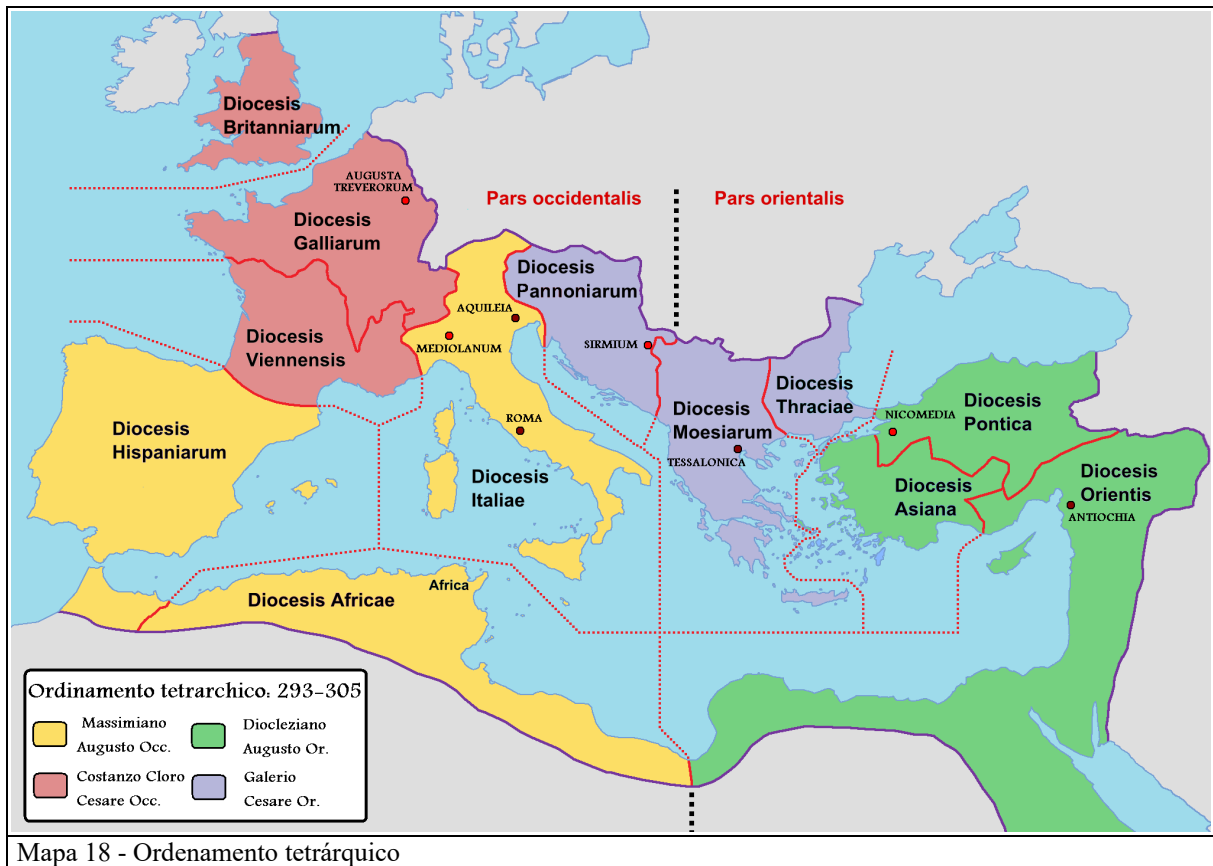 Diocesis
Britanniarum
AUGUSTA
TREVERORUM
Pars occidentalis
Pars orientalis
Diocesis
Galliarum
Diocesis
Pannoniarum
AQUILEIA
MEDIOLANUM
SIRMIUM
Diocesis
Viennensis
Diocesis
Thraciae
Diocesis
Pontica
NICOMEDIA
Diocesis
Moesiarum
TESSALONICA
ROMA
Diocesis
Hispaniarum
Diocesis
Italiae
Diocesis
Asiana
Diocesis
Orientis
ANTIOCHIA
Africa
Diocesis Africae
Ordinamento tetrarchico: 293-305
Massimiano
Augusto Occ.
Diocleziano
Augusto Or.
Costanzo Cloro
Cesare Occ.
Galerio
Cesare Or.
Mapa 18 - Ordenamento tetrárquico